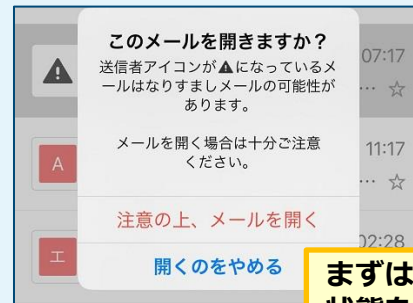 このメールを開きますか？
送信者アイコンが▲になっているメ
ールはなりすましメールの可能性が
あります。
メールを開く場合は十分ご注意
ください。
注意の上、メールを開く
開くのをやめる
07:17
… ☆
A
11:17
… ☆
エ
02:28
まずは